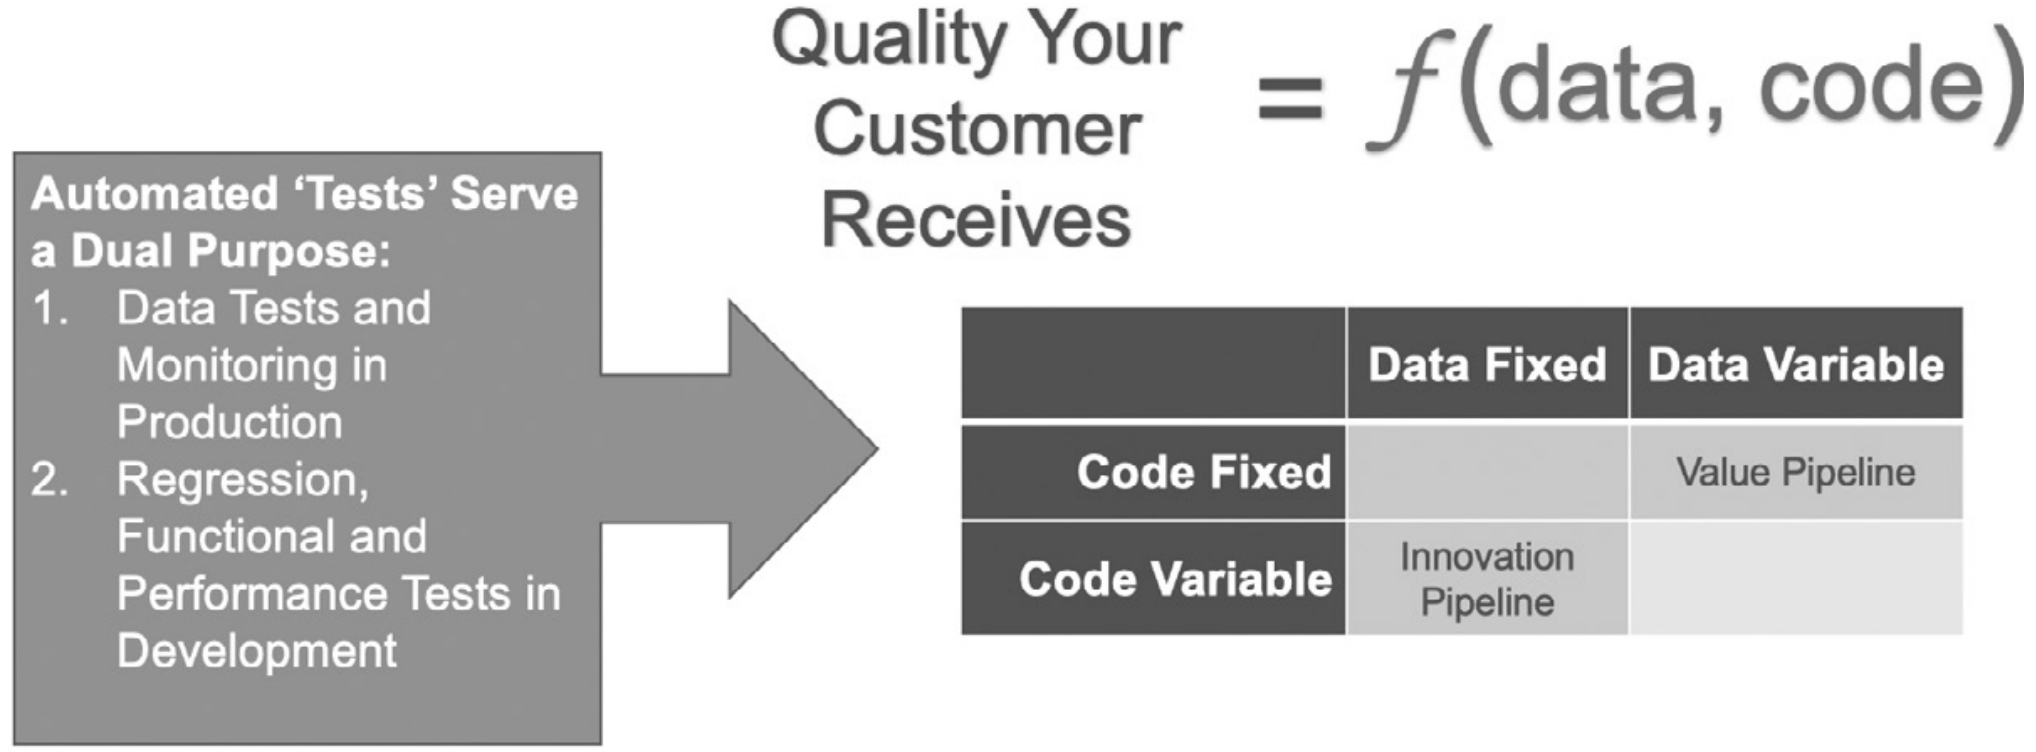 Quality Your
Customer
Receives
= f(data, code)
Automated ‘Tests’ Serve
a Dual Purpose:
1. Data Tests and
Monitoring in
Production
2. Regression,
Functional and
Performance Tests in
Development
Data Fixed Data Variable
Code Fixed Value Pipeline
Code Variable Innovation
Pipeline